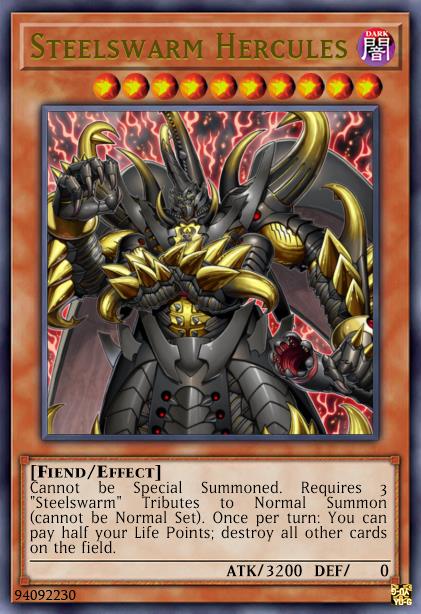 Steelswarm Hercules
DARK
闇
[Fiend/Effect]
Cannot be Special Summoned. Requires 3
"Steelswarm" Tributes to Normal Summon
(cannot be Normal Set). Once per turn: You can
pay half your Life Points; destroy all other cards
on the field.
ATK/3200 DEF/ 0
94092230